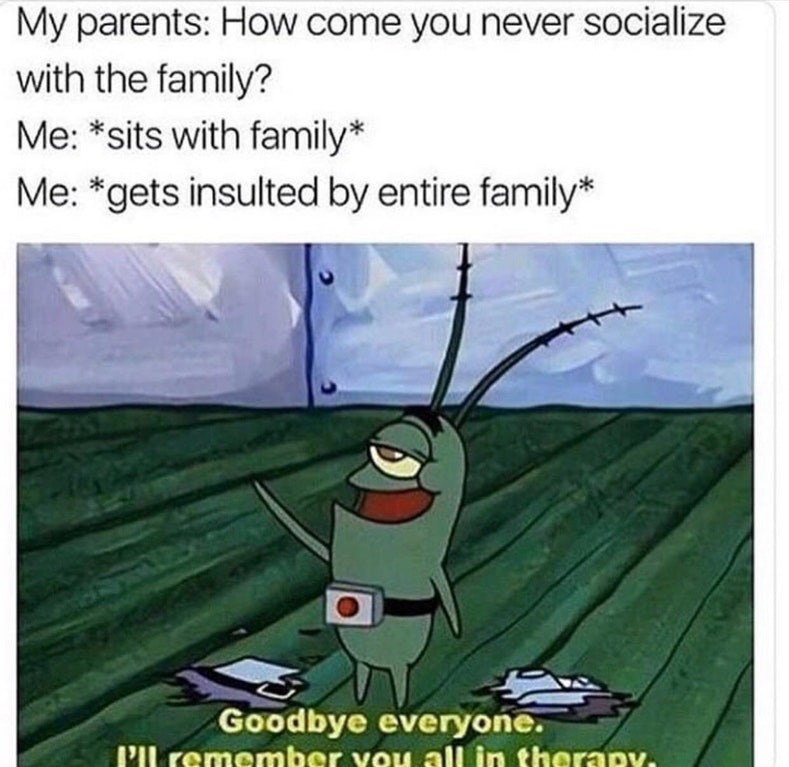 My parents: How come you never socialize
with the family?
Me: *sits with family*
Me: *gets insulted by entire family*
Goodbye everyone.
I'll remember you all in therapy.